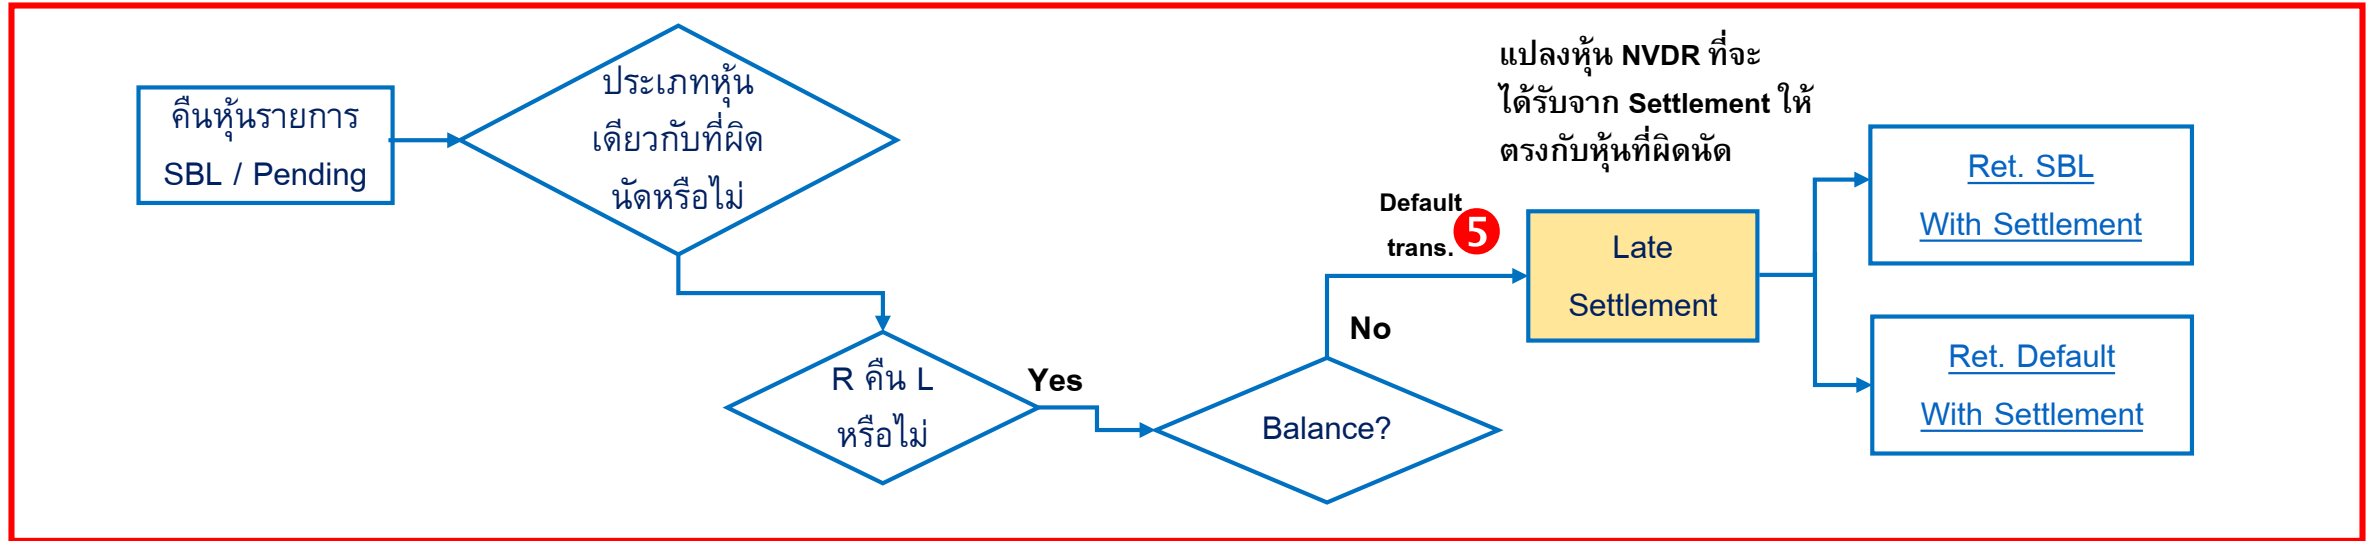 คืนหุ้นรายการ
SBL / Pending
ประเภทหุ้น
เดียวกับที่ผิด
นัดหรือไม่
R คืน L
หรือไม่
Yes
Balance?
No
Default
trans.
5
แปลงหุ้น NVDR ที่จะ
ได้รับจาก Settlement ให้
ตรงกับหุ้นที่ผิดนัด
Late
Settlement
Ret. SBL
With Settlement
Ret. Default
With Settlement